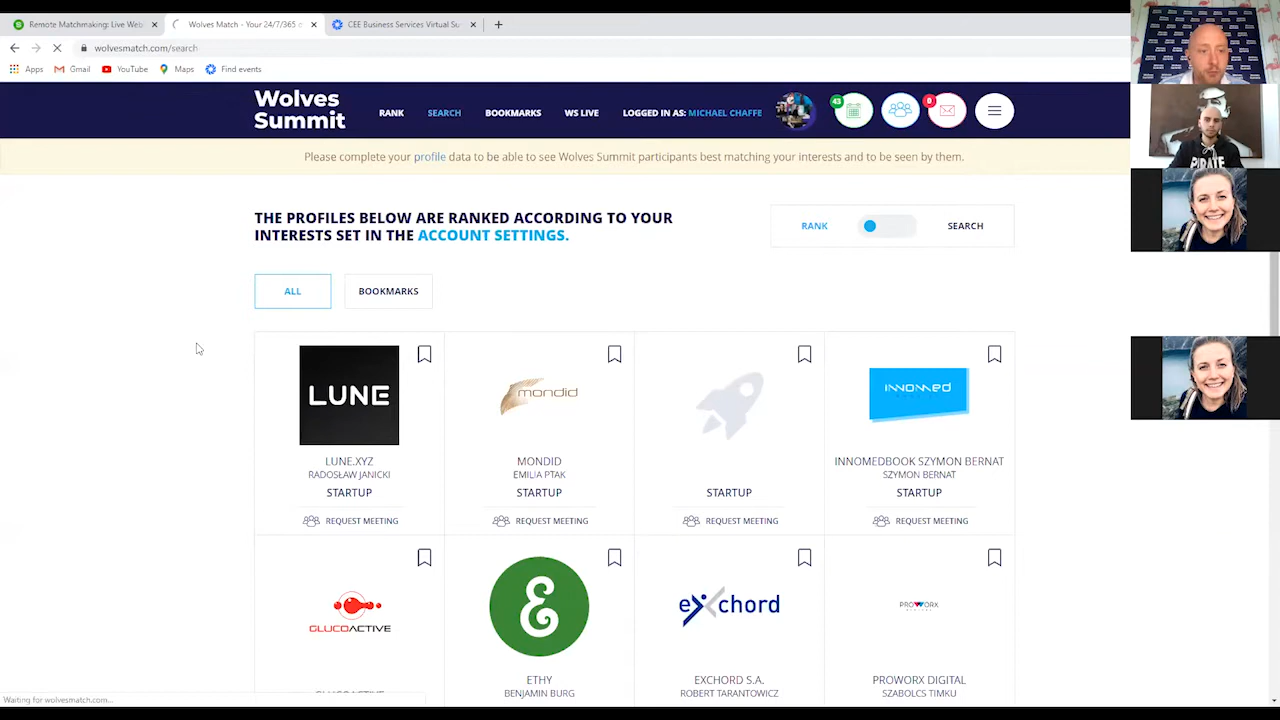 Remote Matchmaking: Live Web
Wolves Match - Your 24/7/365 o
CEE Business Services Virtual Su
wolvesmatch.com/search
Apps
Gmail
YouTube
Maps
Find events
Wolves
Summit
RANK
SEARCH
BOOKMARKS
WS LIVE
LOGGED IN AS: MICHAEL CHAFFE
43
0
Please complete your profile data to be able to see Wolves Summit participants best matching your interests and to be seen by them.
THE PROFILES BELOW ARE RANKED ACCORDING TO YOUR
INTERESTS SET IN THE ACCOUNT SETTINGS.
RANK
SEARCH
ALL
BOOKMARKS
LUNE
mondid
INNOMED
LUNE.XYZ
RADOSŁAW JANICKI
STARTUP
REQUEST MEETING
MONDID
EMILIA PTAK
STARTUP
REQUEST MEETING
STARTUP
REQUEST MEETING
INNOMEDBOOK SZYMON BERNAT
SZYMON BERNAT
STARTUP
REQUEST MEETING
GLUCOACTIVE
exchord
PROWORX
GLUCOACTIVE
ETHY
BENJAMIN BURG
EXCHORD S.A.
ROBERT TARANTOWICZ
PROWORX DIGITAL
SZABOLCS TIMKU
Waiting for wolvesmatch.com...
PIRATE